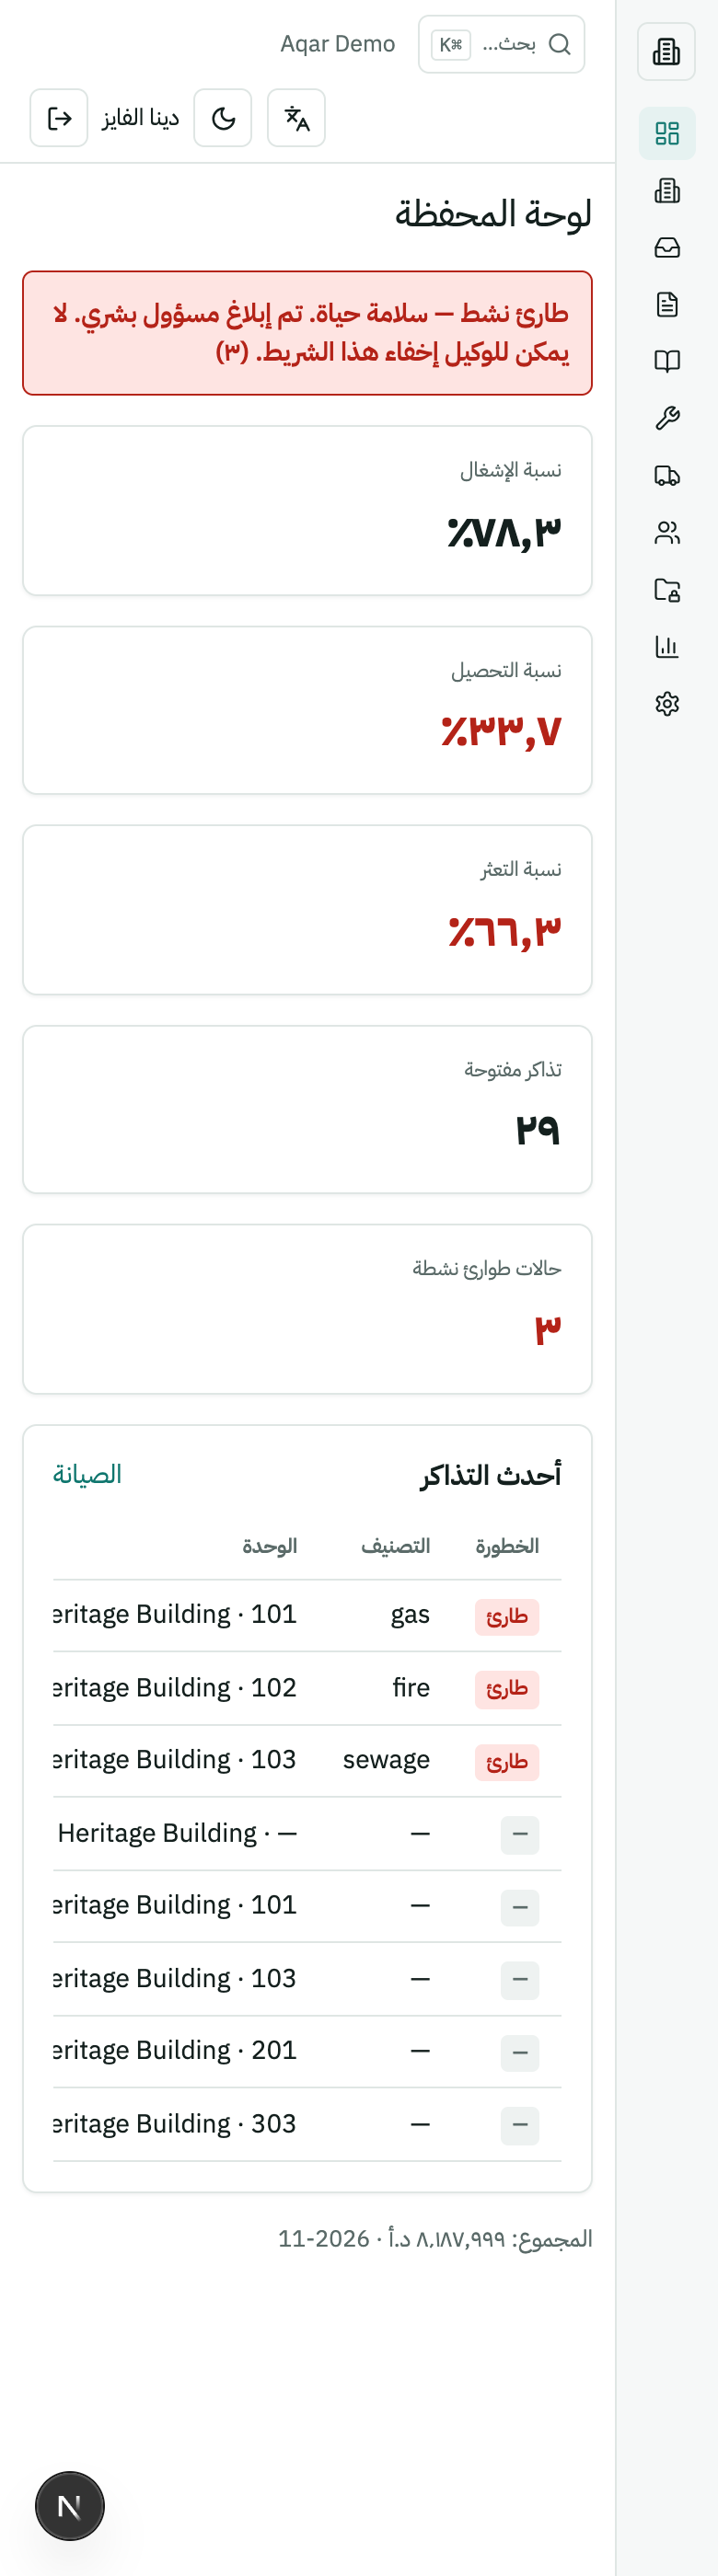 بحث... ⌘K
Aqar Demo
دينا الفايز
لوحة المحفظة
طارئ نشط — سلامة حياة. تم إبلاغ مسؤول بشري. لا
يمكن للوكيل إخفاء هذا الشريط. (٣)
نسبة الإشغال
٧٨,٣٪
نسبة التحصيل
٣٣,٧٪
نسبة التعثر
٦٦,٣٪
تذاكر مفتوحة
٢٩
حالات طوارئ نشطة
٣
أحدث التذاكر الصيانة
الخطورة التصنيف الوحدة
طارئ gas eritage Building · 101
طارئ fire eritage Building · 102
طارئ sewage eritage Building · 103
— — Heritage Building · —
— — eritage Building · 101
— — eritage Building · 103
— — eritage Building · 201
— — eritage Building · 303
المجموع: ٨٬١٨٧,٩٩٩ د.أ · 2026-11
N